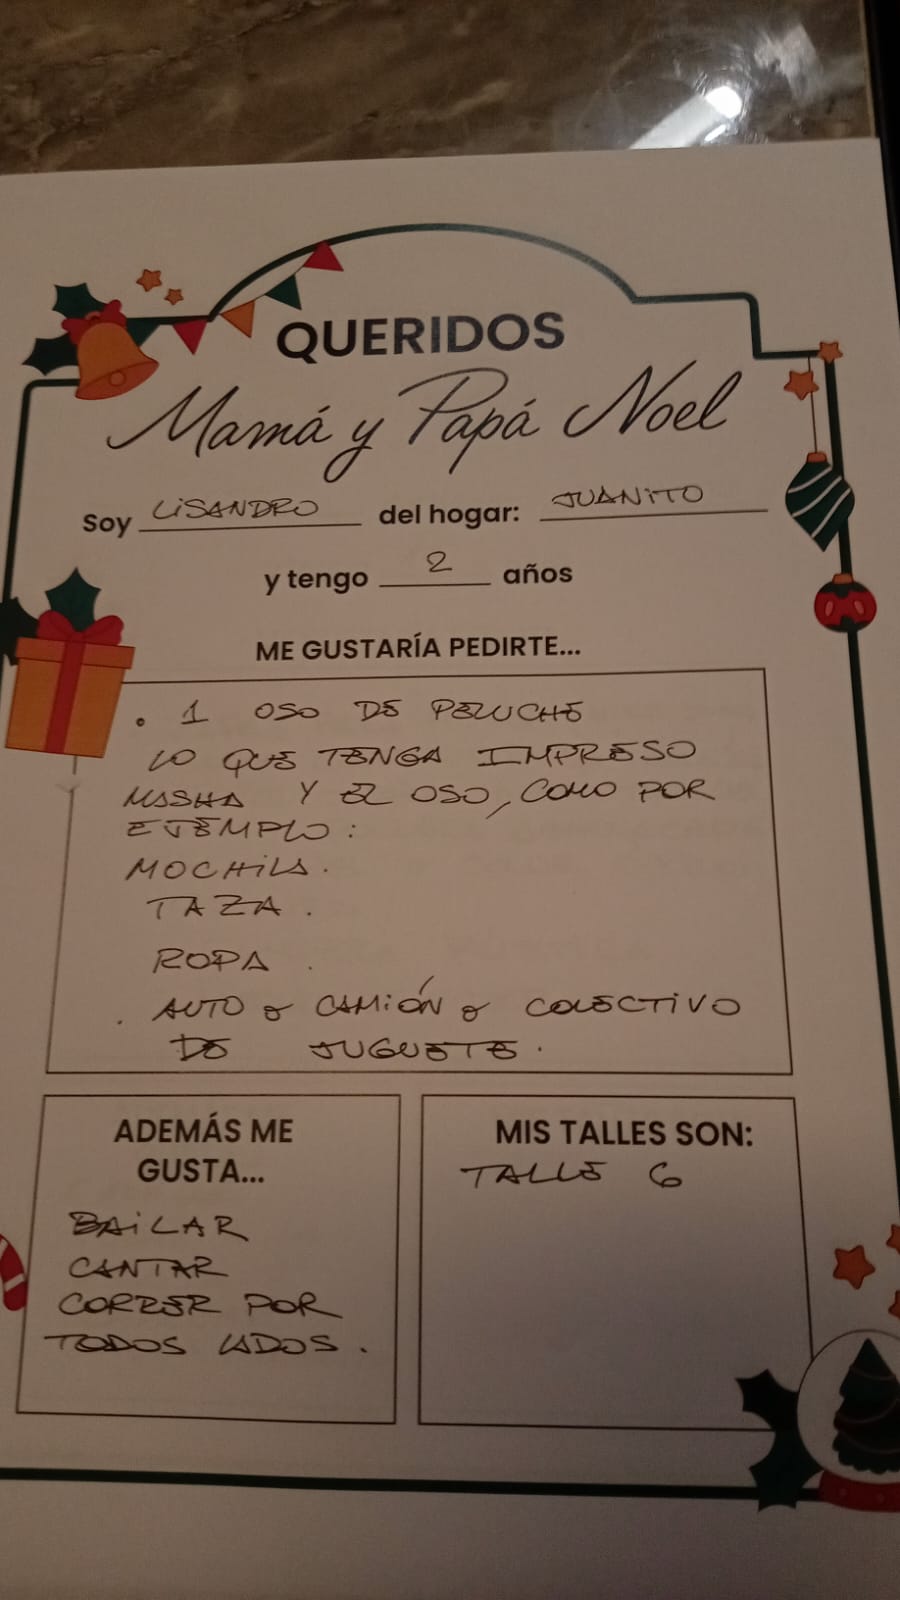 QUERIDOS
Mamá y Papá Noel
Soy LISANDRO del hogar: JUANITO
y tengo 2 años
ME GUSTARÍA PEDIRTE...
. 1 OSO DE PELUCHE
LO QUE TENGA IMPRESO
MASHA Y EL OSO, COMO POR
EJEMPLO:
MOCHILA.
TAZA.
ROPA.
. AUTO o CAMIÓN o COLECTIVO
DE JUGUETE.
ADEMÁS ME
GUSTA...
BAILAR
CANTAR
CORRER POR
TODOS LADOS.
MIS TALLES SON:
TALLE 6